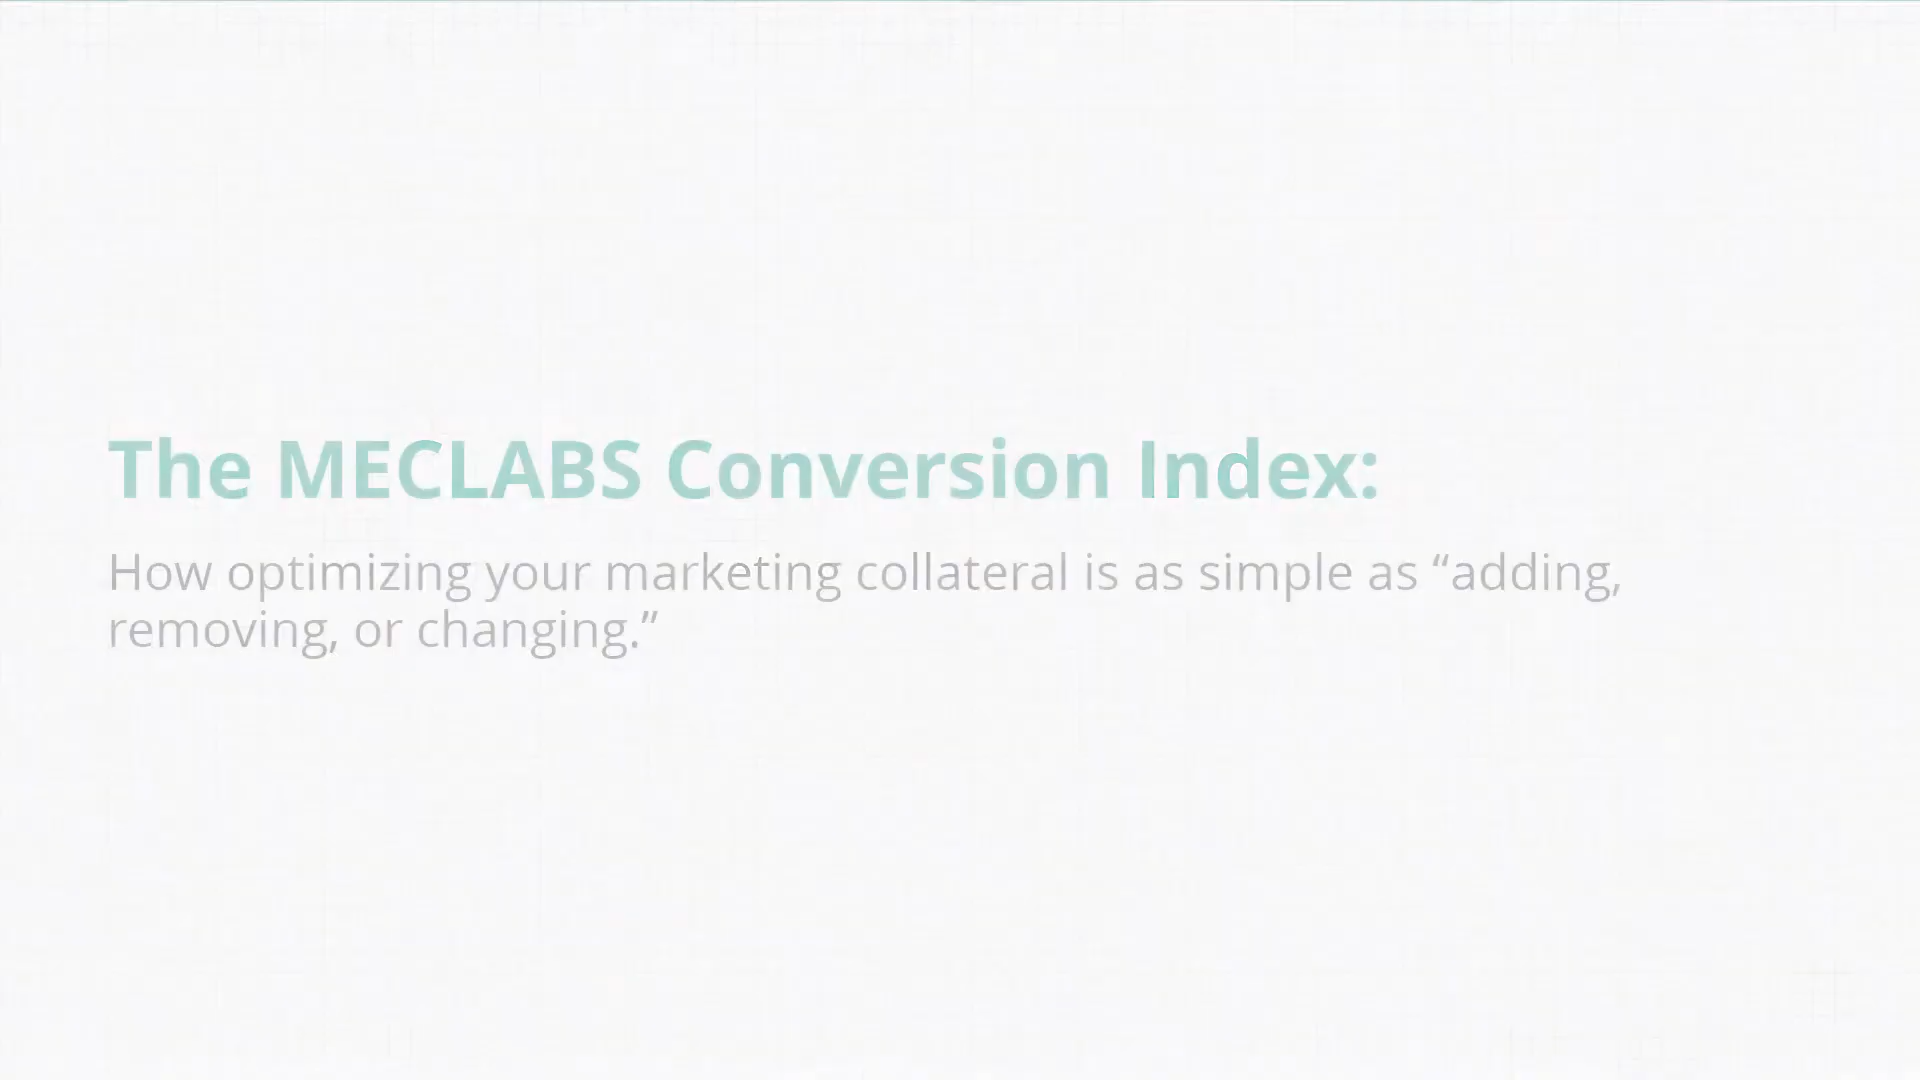 The MECLABS Conversion Index:
How optimizing your marketing collateral is as simple as “adding,
removing, or changing.”